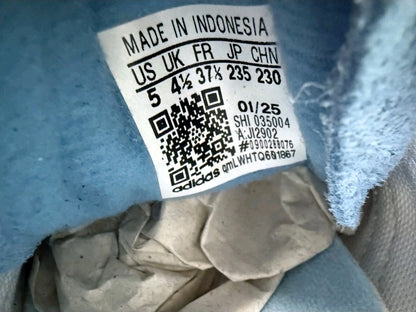 MADE IN INDONESIA
US UK FR JP CHN
5 4½ 37⅓ 235 230
01/25
SHI 035004
A:JI2902
#0900288076
adidas qmLWHTQ6Q1867